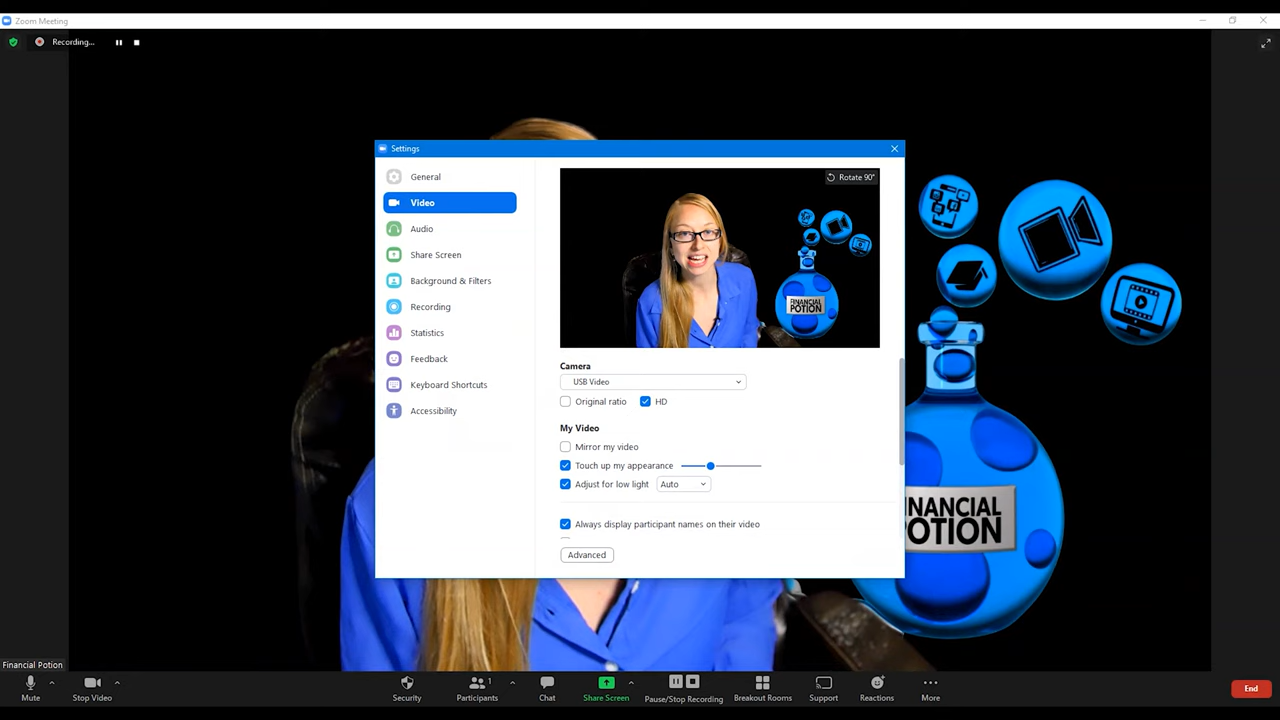 Zoom Meeting
Recording...
Settings
General
Video
Audio
Share Screen
Background & Filters
Recording
Statistics
Feedback
Keyboard Shortcuts
Accessibility
Rotate 90°
FINANCIAL
POTION
Camera
USB Video
Original ratio HD
My Video
Mirror my video
Touch up my appearance
Adjust for low light Auto
Always display participant names on their video
Advanced
NANCIAL
POTION
Financial Potion
Mute
Stop Video
Security
Participants 1
Chat
Share Screen
Pause/Stop Recording
Breakout Rooms
Support
Reactions
More
End